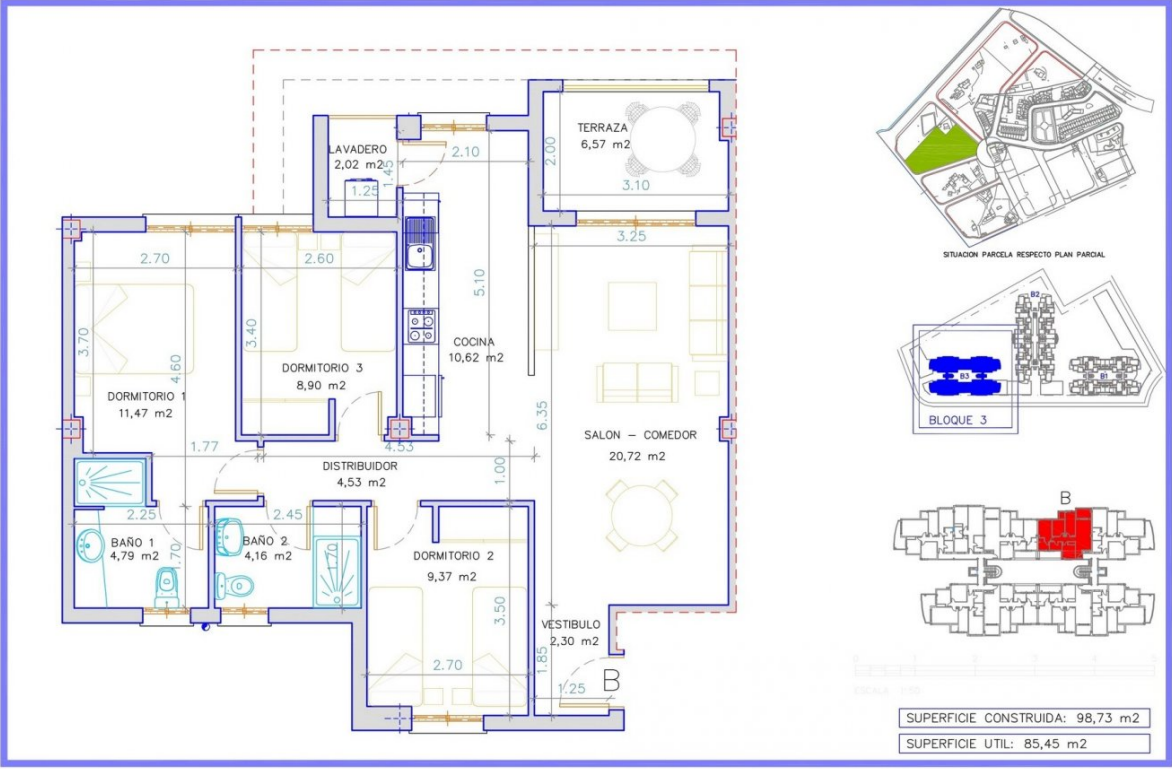 TERRAZA
6,57 m2
2.00
3.10
LAVADERO
2,02 m2
1.25
1.45
2.10
3.25
2.70
2.60
3.70
4.60
3.40
5.10
COCINA
10,62 m2
DORMITORIO 3
8,90 m2
DORMITORIO 1
11,47 m2
6.35
SALON - COMEDOR
20,72 m2
1.77
4.53
DISTRIBUIDOR
4,53 m2
1.00
2.25
2.45
BAÑO 1
4,79 m2
1.70
BAÑO 2
4,16 m2
1.70
DORMITORIO 2
9,37 m2
3.50
2.70
VESTIBULO
2,30 m2
1.85
1.25
B
SITUACION PARCELA RESPECTO PLAN PARCIAL
B2
B3
B1
BLOQUE 3
B
SUPERFICIE CONSTRUIDA: 98,73 m2
SUPERFICIE UTIL: 85,45 m2